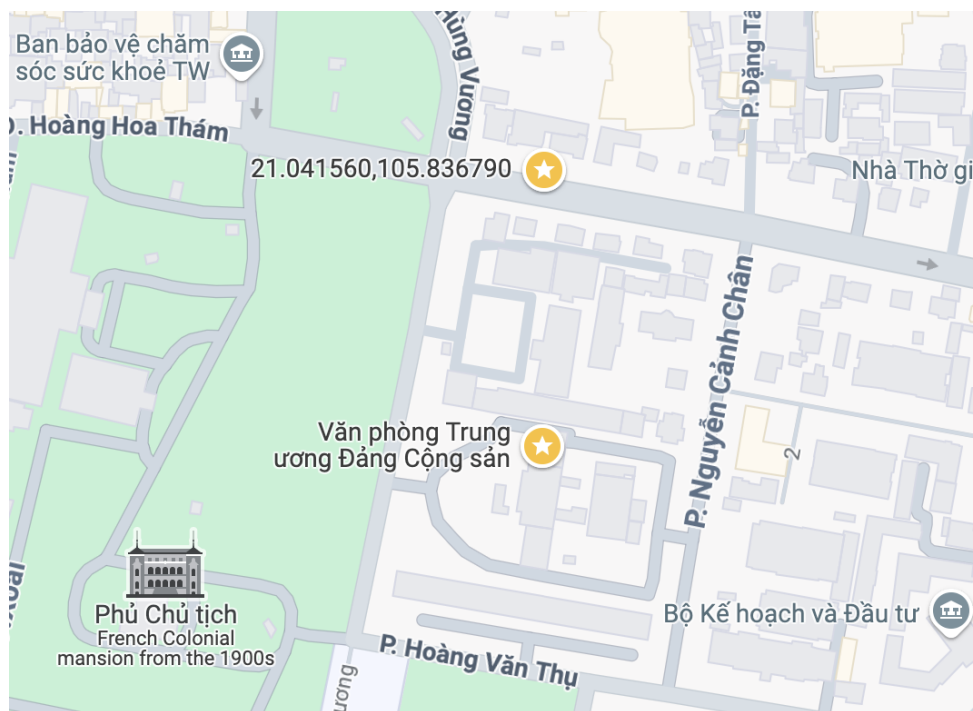 Ban bảo vệ chăm
sóc sức khoẻ TW
Hùng Vương
P. Đặng Tấ
Đ. Hoàng Hoa Thám
21.041560,105.836790
Nhà Thờ gi
P. Nguyễn Cảnh Chân
Văn phòng Trung
ương Đảng Cộng sản
2
Phủ Chủ tịch
French Colonial
mansion from the 1900s
Bộ Kế hoạch và Đầu tư
P. Hoàng Văn Thụ
ương